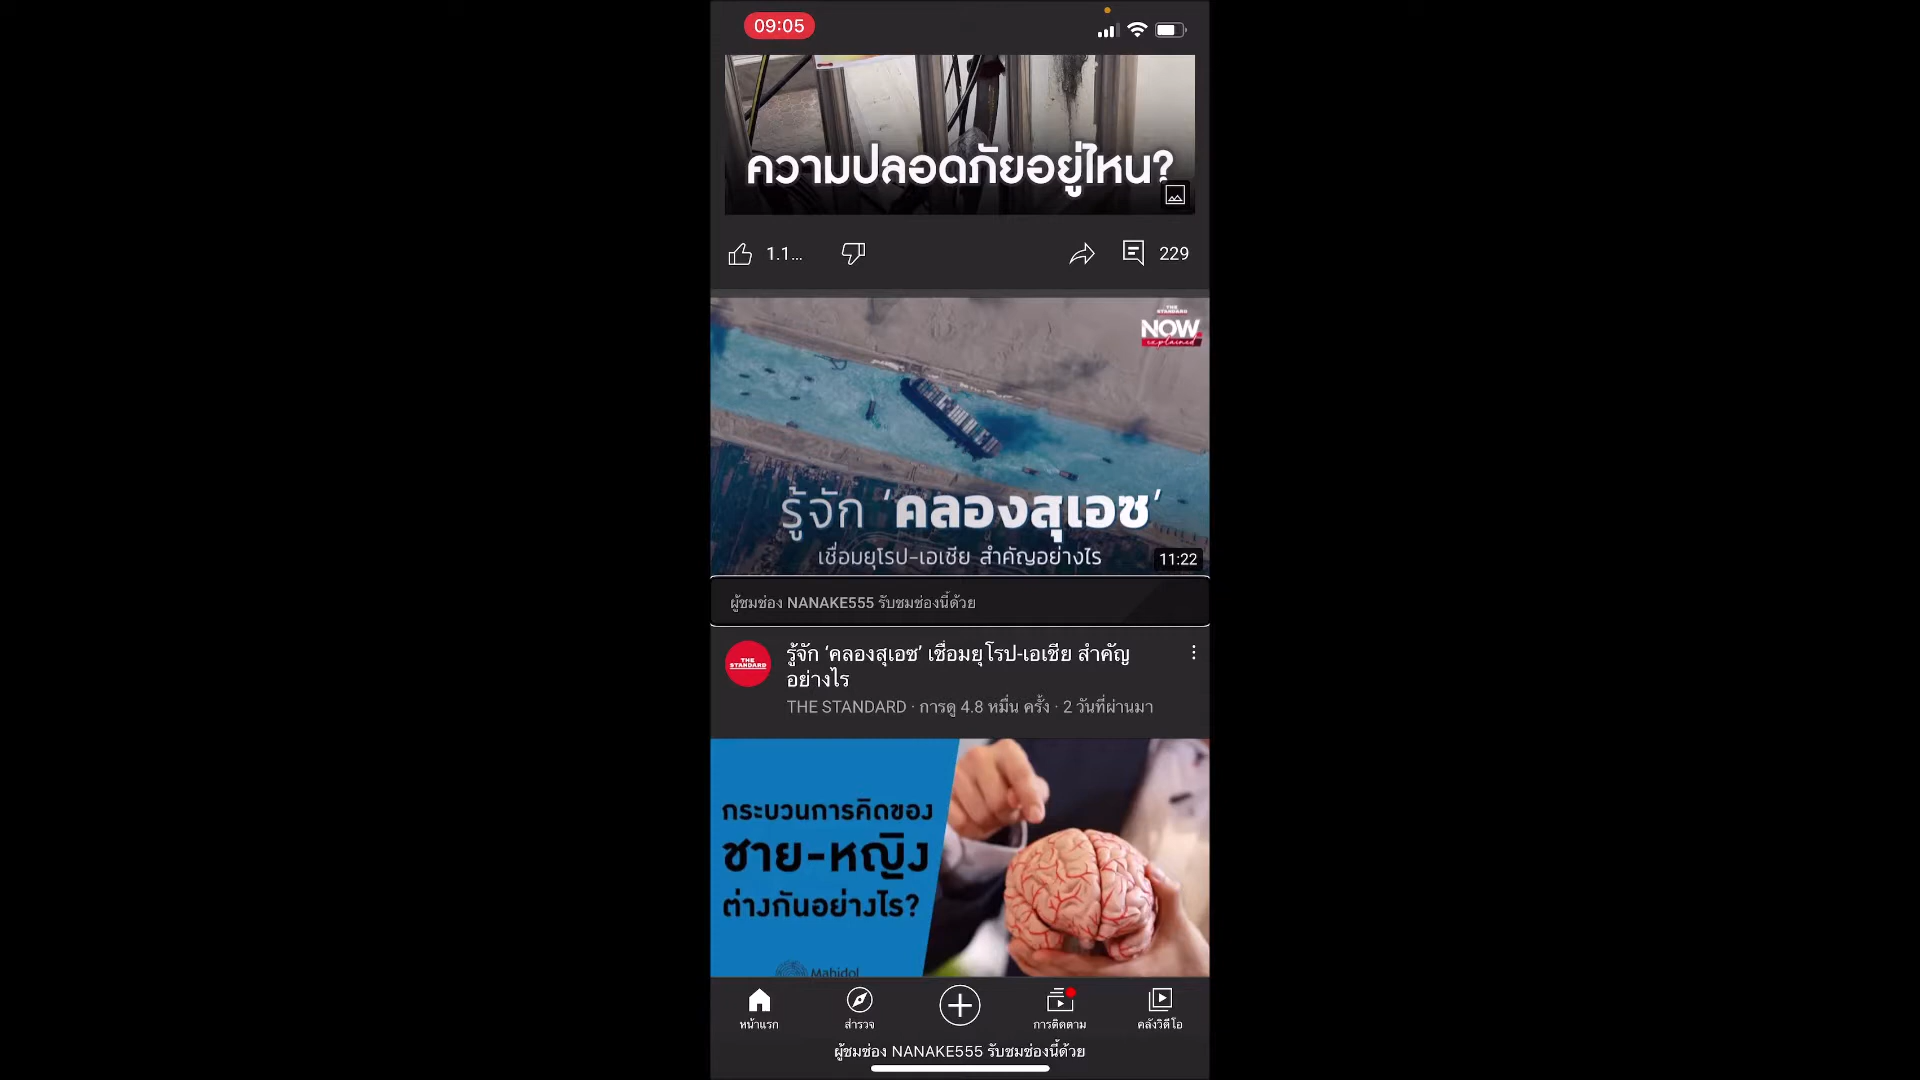 09:05
ความปลอดภัยอยู่ไหน?
1.1...
229
THE STANDARD
NOW
explained
รู้จัก ‘คลองสุเอซ’
เชื่อมยุโรป-เอเชีย สำคัญอย่างไร
11:22
ผู้ชมช่อง NANAKE555 รับชมช่องนี้ด้วย
THE STANDARD
รู้จัก ‘คลองสุเอซ’ เชื่อมยุโรป-เอเชีย สำคัญ
อย่างไร
THE STANDARD · การดู 4.8 หมื่น ครั้ง · 2 วันที่ผ่านมา
กระบวนการคิดของ
ชาย-หญิง
ต่างกันอย่างไร?
Mahidol
หน้าแรก
สำรวจ
การติดตาม
คลังวิดีโอ
ผู้ชมช่อง NANAKE555 รับชมช่องนี้ด้วย